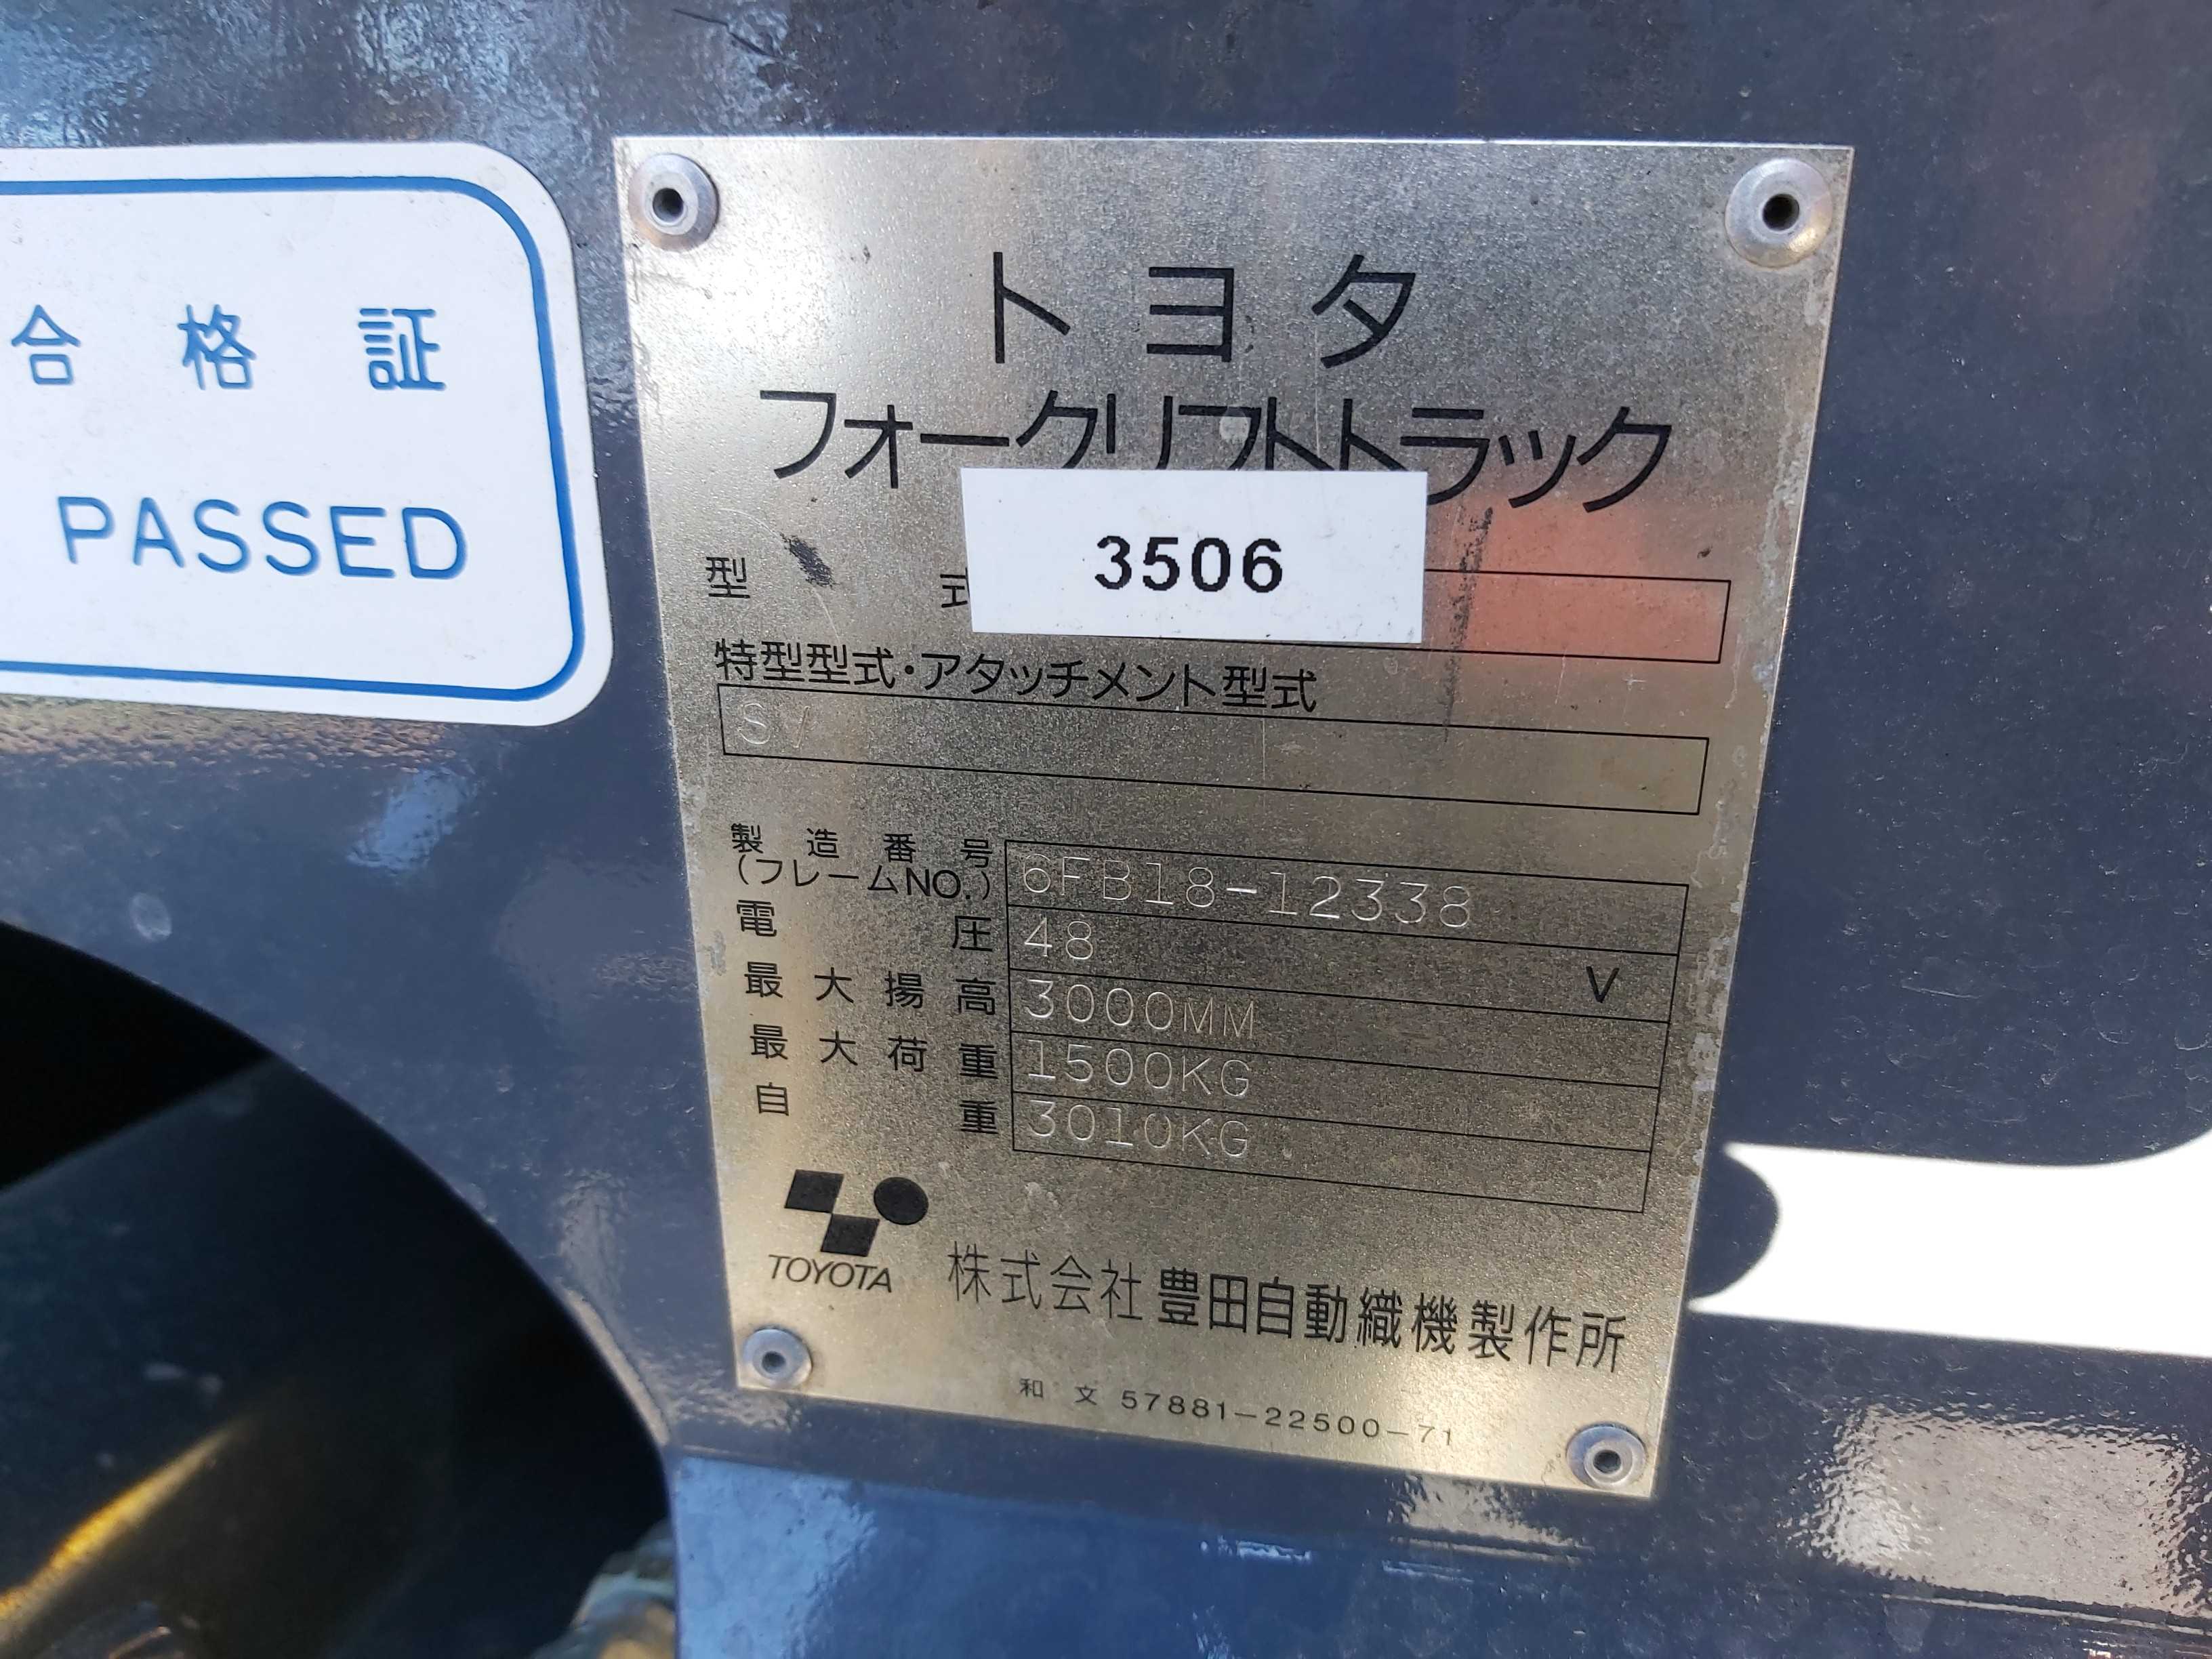 合格証
PASSED
トヨタ
フォークリフトトラック
3506
型式
特型型式・アタッチメント型式
SV
製造番号
(フレームNO.)
6FB18-12338
電圧 48 V
最大揚高 3000MM
最大荷重 1500KG
自重 3010KG
TOYOTA
株式会社豊田自動織機製作所
和文 57881-22500-71